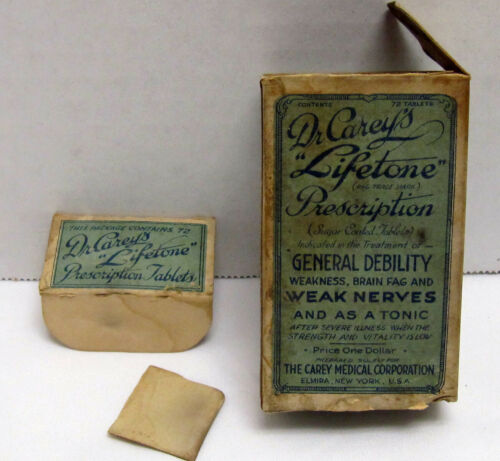 THIS PACKAGE CONTAINS 72
Dr Carey's
"Lifetone"
Prescription Tablets
CONTENTS 72 TABLETS
Dr Carey's
"Lifetone"
(REG. TRADE MARK)
Prescription
(Sugar Coated Tablets)
Indicated in the Treatment of—
GENERAL DEBILITY
WEAKNESS, BRAIN FAG AND
WEAK NERVES
AND AS A TONIC
AFTER SEVERE ILLNESS WHEN THE
STRENGTH AND VITALITY IS LOW
• Price One Dollar •
PREPARED SOLELY FOR
THE CAREY MEDICAL CORPORATION
ELMIRA, NEW YORK, U.S.A.